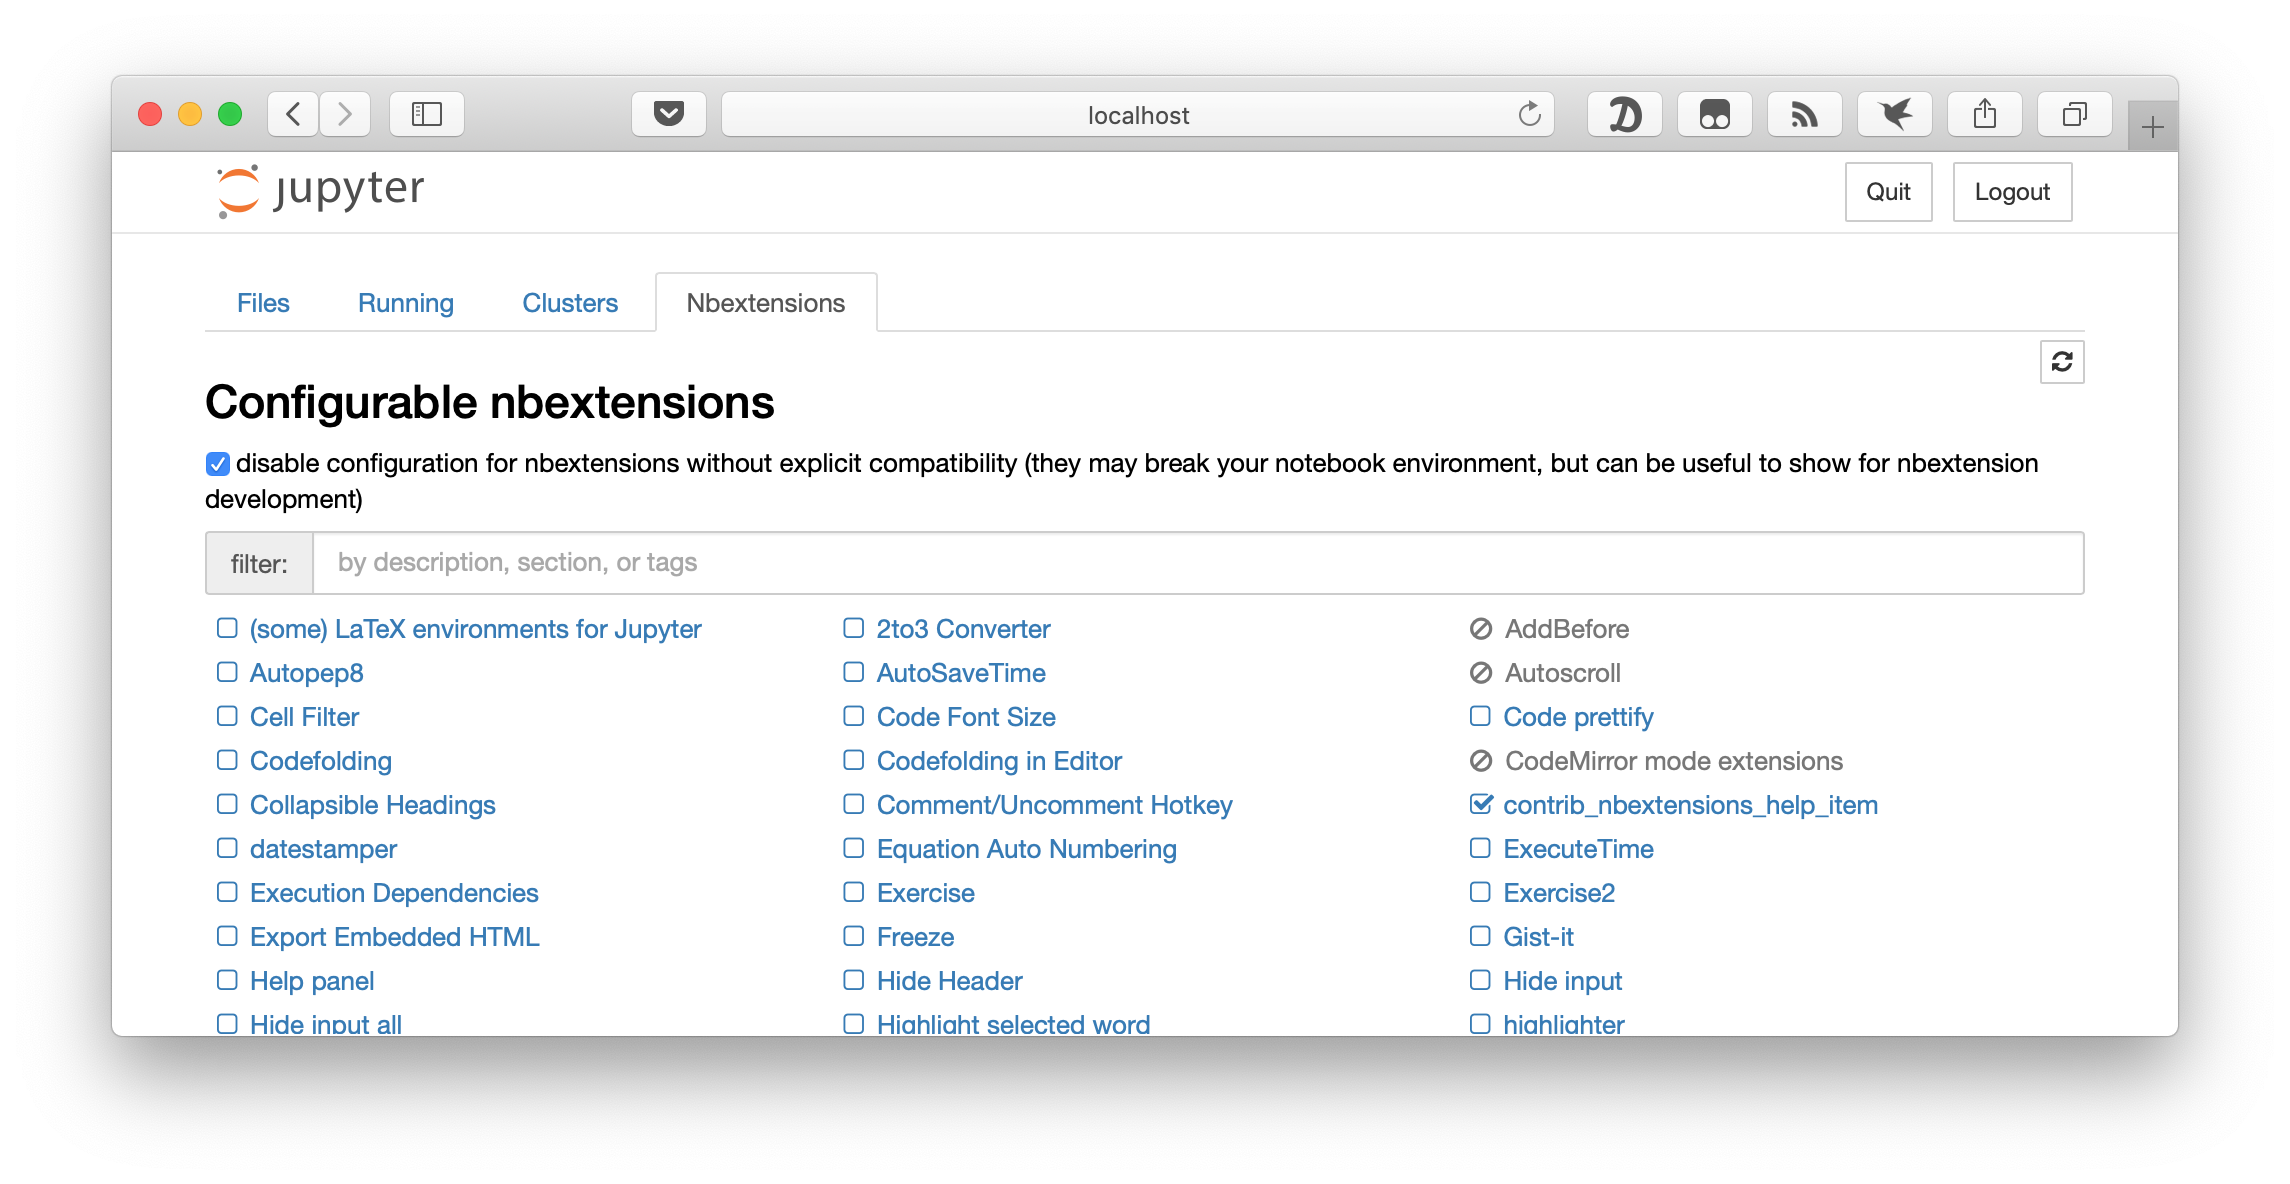 localhost
jupyter
Quit
Logout
Files
Running
Clusters
Nbextensions
Configurable nbextensions
disable configuration for nbextensions without explicit compatibility (they may break your notebook environment, but can be useful to show for nbextension
development)
filter:
by description, section, or tags
(some) LaTeX environments for Jupyter
2to3 Converter
AddBefore
Autopep8
AutoSaveTime
Autoscroll
Cell Filter
Code Font Size
Code prettify
Codefolding
Codefolding in Editor
CodeMirror mode extensions
Collapsible Headings
Comment/Uncomment Hotkey
contrib_nbextensions_help_item
datestamper
Equation Auto Numbering
ExecuteTime
Execution Dependencies
Exercise
Exercise2
Export Embedded HTML
Freeze
Gist-it
Help panel
Hide Header
Hide input
Hide input all
Highlight selected word
highlighter